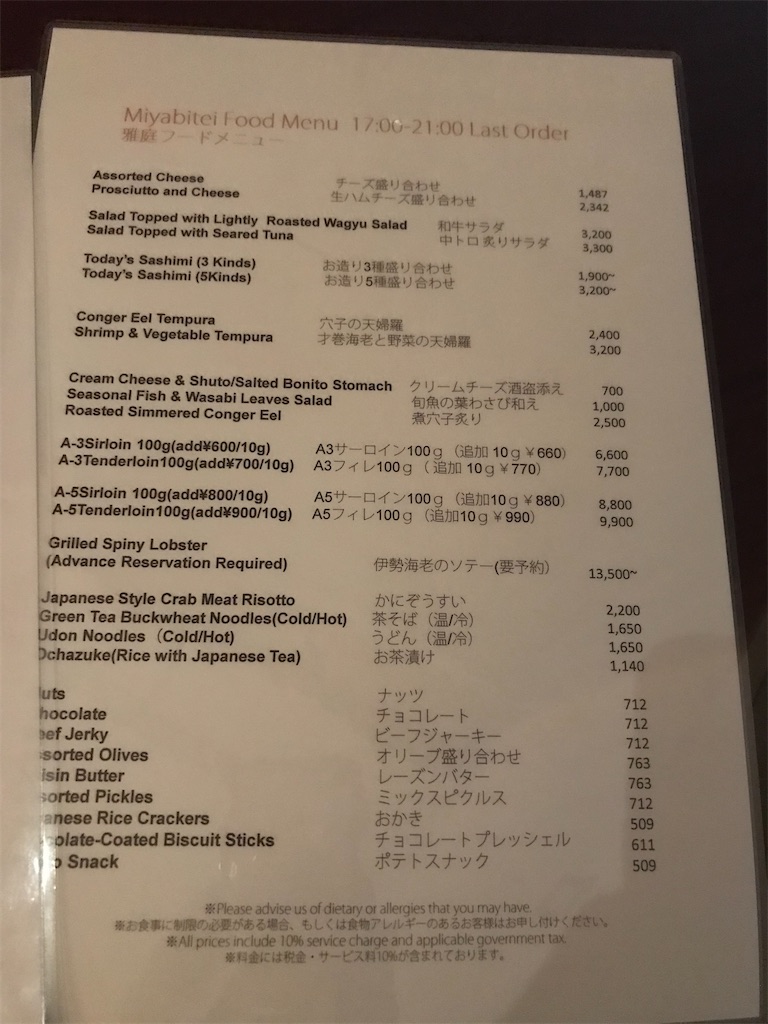 Miyabitei Food Menu 17:00-21:00 Last Order
雅庭フードメニュー
Assorted Cheese チーズ盛り合わせ 1,487
Prosciutto and Cheese 生ハムチーズ盛り合わせ 2,342
Salad Topped with Lightly Roasted Wagyu Salad 和牛サラダ 3,200
Salad Topped with Seared Tuna 中トロ炙りサラダ 3,300
Today's Sashimi (3 Kinds) お造り3種盛り合わせ 1,900~
Today's Sashimi (5Kinds) お造り5種盛り合わせ 3,200~
Conger Eel Tempura 穴子の天婦羅 2,400
Shrimp & Vegetable Tempura 才巻海老と野菜の天婦羅 3,200
Cream Cheese & Shuto/Salted Bonito Stomach クリームチーズ酒盗添え 700
Seasonal Fish & Wasabi Leaves Salad 旬魚の葉わさび和え 1,000
Roasted Simmered Conger Eel 煮穴子炙り 2,500
A-3Sirloin 100g(add¥600/10g) A3サーロイン100ｇ（追加 10ｇ￥660） 6,600
A-3Tenderloin100g(add¥700/10g) A3フィレ100ｇ（ 追加 10ｇ￥770） 7,700
A-5Sirloin 100g(add¥800/10g) A5サーロイン100ｇ（追加10ｇ￥880） 8,800
A-5Tenderloin100g(add¥900/10g) A5フィレ100ｇ（追加10ｇ￥990） 9,900
Grilled Spiny Lobster
(Advance Reservation Required) 伊勢海老のソテー(要予約） 13,500~
Japanese Style Crab Meat Risotto かにぞうすい 2,200
Green Tea Buckwheat Noodles(Cold/Hot) 茶そば（温/冷） 1,650
Udon Noodles（Cold/Hot) うどん（温/冷） 1,650
Ochazuke(Rice with Japanese Tea) お茶漬け 1,140
uts ナッツ 712
hocolate チョコレート 712
eef Jerky ビーフジャーキー 712
ssorted Olives オリーブ盛り合わせ 763
isin Butter レーズンバター 763
sorted Pickles ミックスピクルス 712
anese Rice Crackers おかき 509
colate-Coated Biscuit Sticks チョコレートプレッシェル 611
o Snack ポテトスナック 509
※Please advise us of dietary or allergies that you may have.
※お食事に制限の必要がある場合、もしくは食物アレルギーのあるお客様はお申し付けください。
※All prices include 10% service charge and applicable government tax.
※料金には税金・サービス料10%が含まれております。